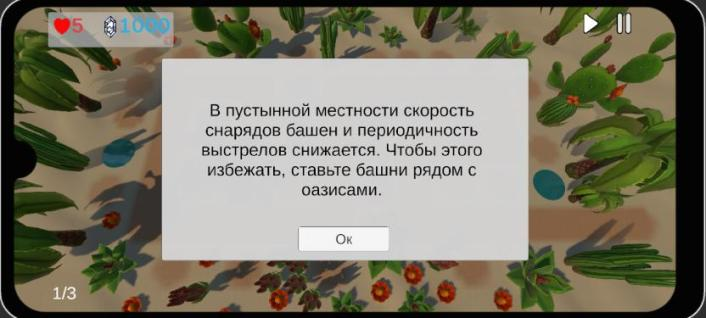 5 1000
В пустынной местности скорость
снарядов башен и периодичность
выстрелов снижается. Чтобы этого
избежать, ставьте башни рядом с
оазисами.
Ок
1/3